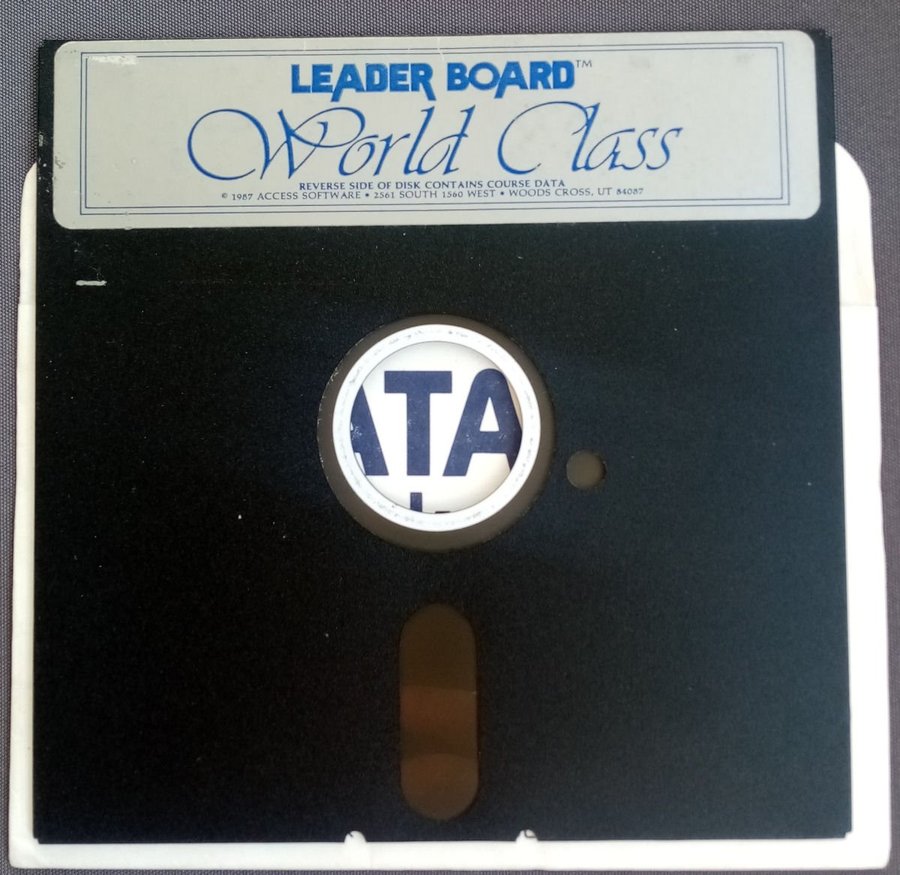 LEADER BOARD™
World Class
REVERSE SIDE OF DISK CONTAINS COURSE DATA
© 1987 ACCESS SOFTWARE • 2561 SOUTH 1560 WEST • WOODS CROSS, UT 84087
ATA